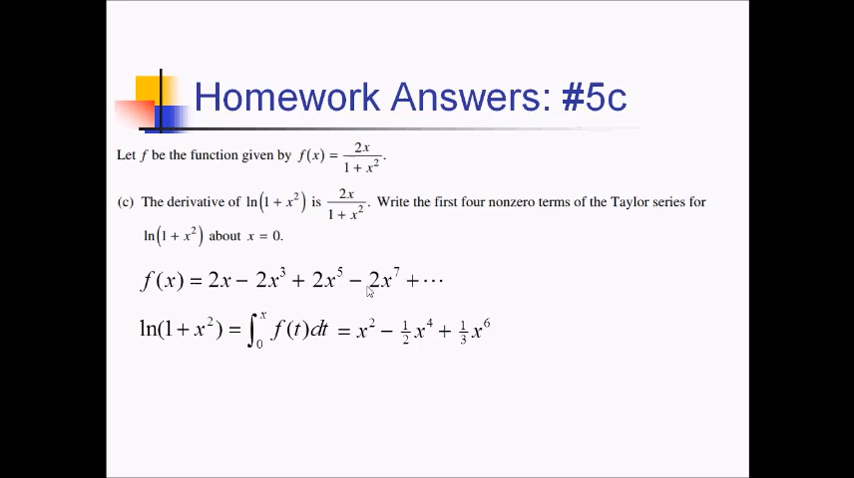 Homework Answers: #5c
Let f be the function given by f(x) = 2x/(1 + x²).
(c) The derivative of ln(1 + x²) is 2x/(1 + x²). Write the first four nonzero terms of the Taylor series for
ln(1 + x²) about x = 0.
f(x) = 2x − 2x³ + 2x⁵ − 2x⁷ + ⋯
ln(1 + x²) = ∫₀ˣ f(t)dt = x² − ½x⁴ + ⅓x⁶